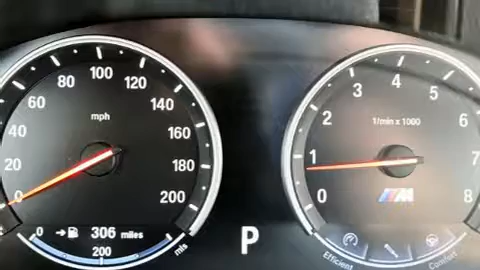 100
80 120
60 140
mph
40 160
20 180
0 200
0 306 miles
200
mls
P
4
3 5
2 6
1/min x 1000
1 7
0 8
M
Efficient
Comfort